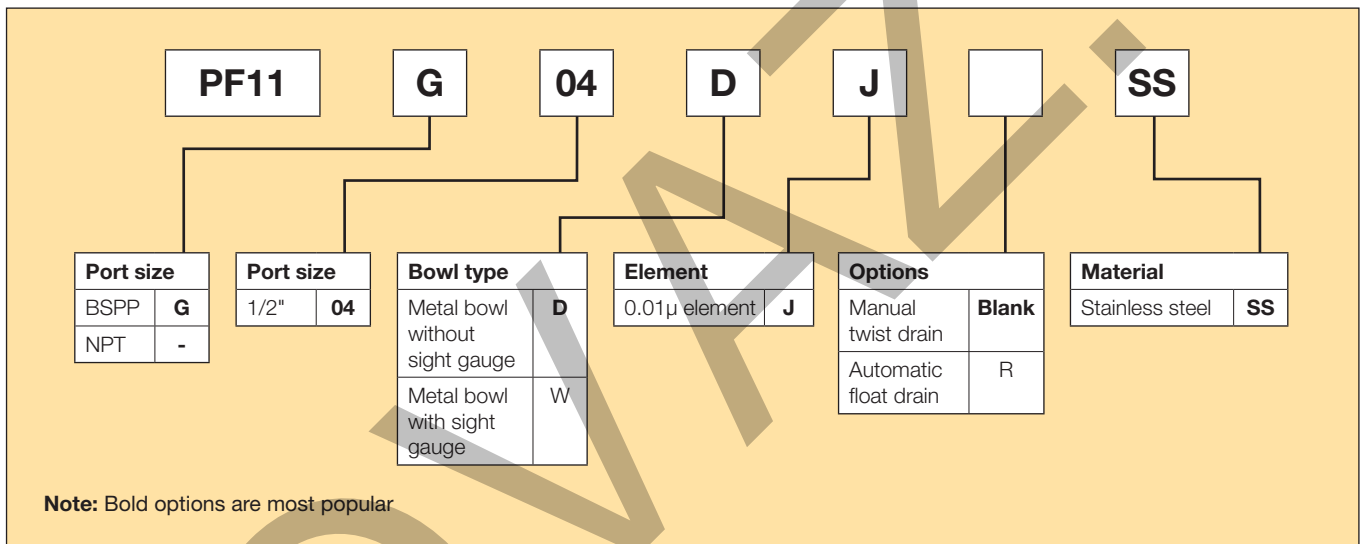 PF11 G 04 D J SS
Port size
BSPP G
NPT -
Port size
1/2" 04
Bowl type
Metal bowl D
without
sight gauge
Metal bowl W
with sight
gauge
Element
0.01µ element J
Options
Manual Blank
twist drain
Automatic R
float drain
Material
Stainless steel SS
Note: Bold options are most popular